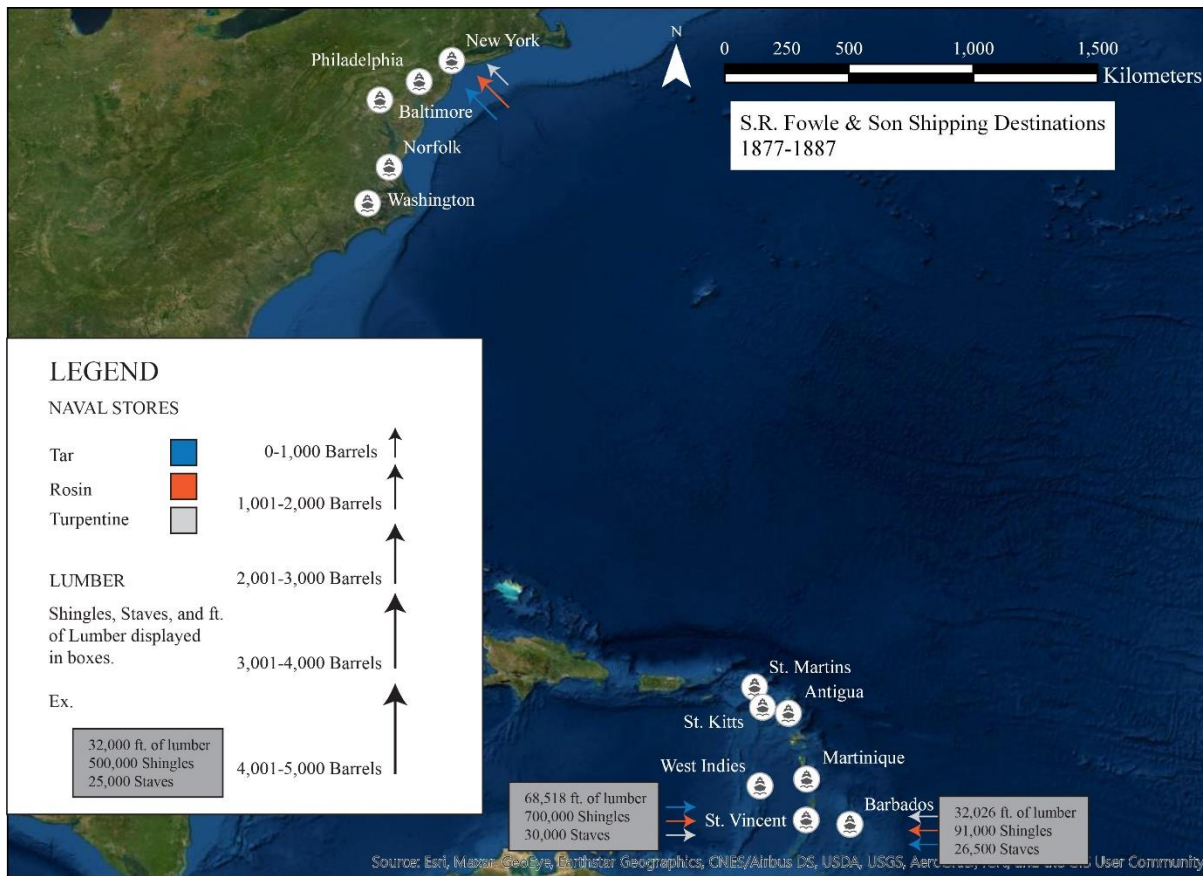 New York
Philadelphia
Baltimore
Norfolk
Washington
N
0 250 500 1,000 1,500
Kilometers
S.R. Fowle & Son Shipping Destinations
1877-1887
LEGEND
NAVAL STORES
Tar
Rosin
Turpentine
0-1,000 Barrels
1,001-2,000 Barrels
2,001-3,000 Barrels
3,001-4,000 Barrels
4,001-5,000 Barrels
LUMBER
Shingles, Staves, and ft.
of Lumber displayed
in boxes.
Ex.
32,000 ft. of lumber
500,000 Shingles
25,000 Staves
St. Martins
Antigua
St. Kitts
West Indies
Martinique
Barbados
St. Vincent
68,518 ft. of lumber
700,000 Shingles
30,000 Staves
32,026 ft. of lumber
91,000 Shingles
26,500 Staves
Source: Esri, Maxar, GeoEye, Earthstar Geographics, CNES/Airbus DS, USDA, USGS, and the GIS User Community